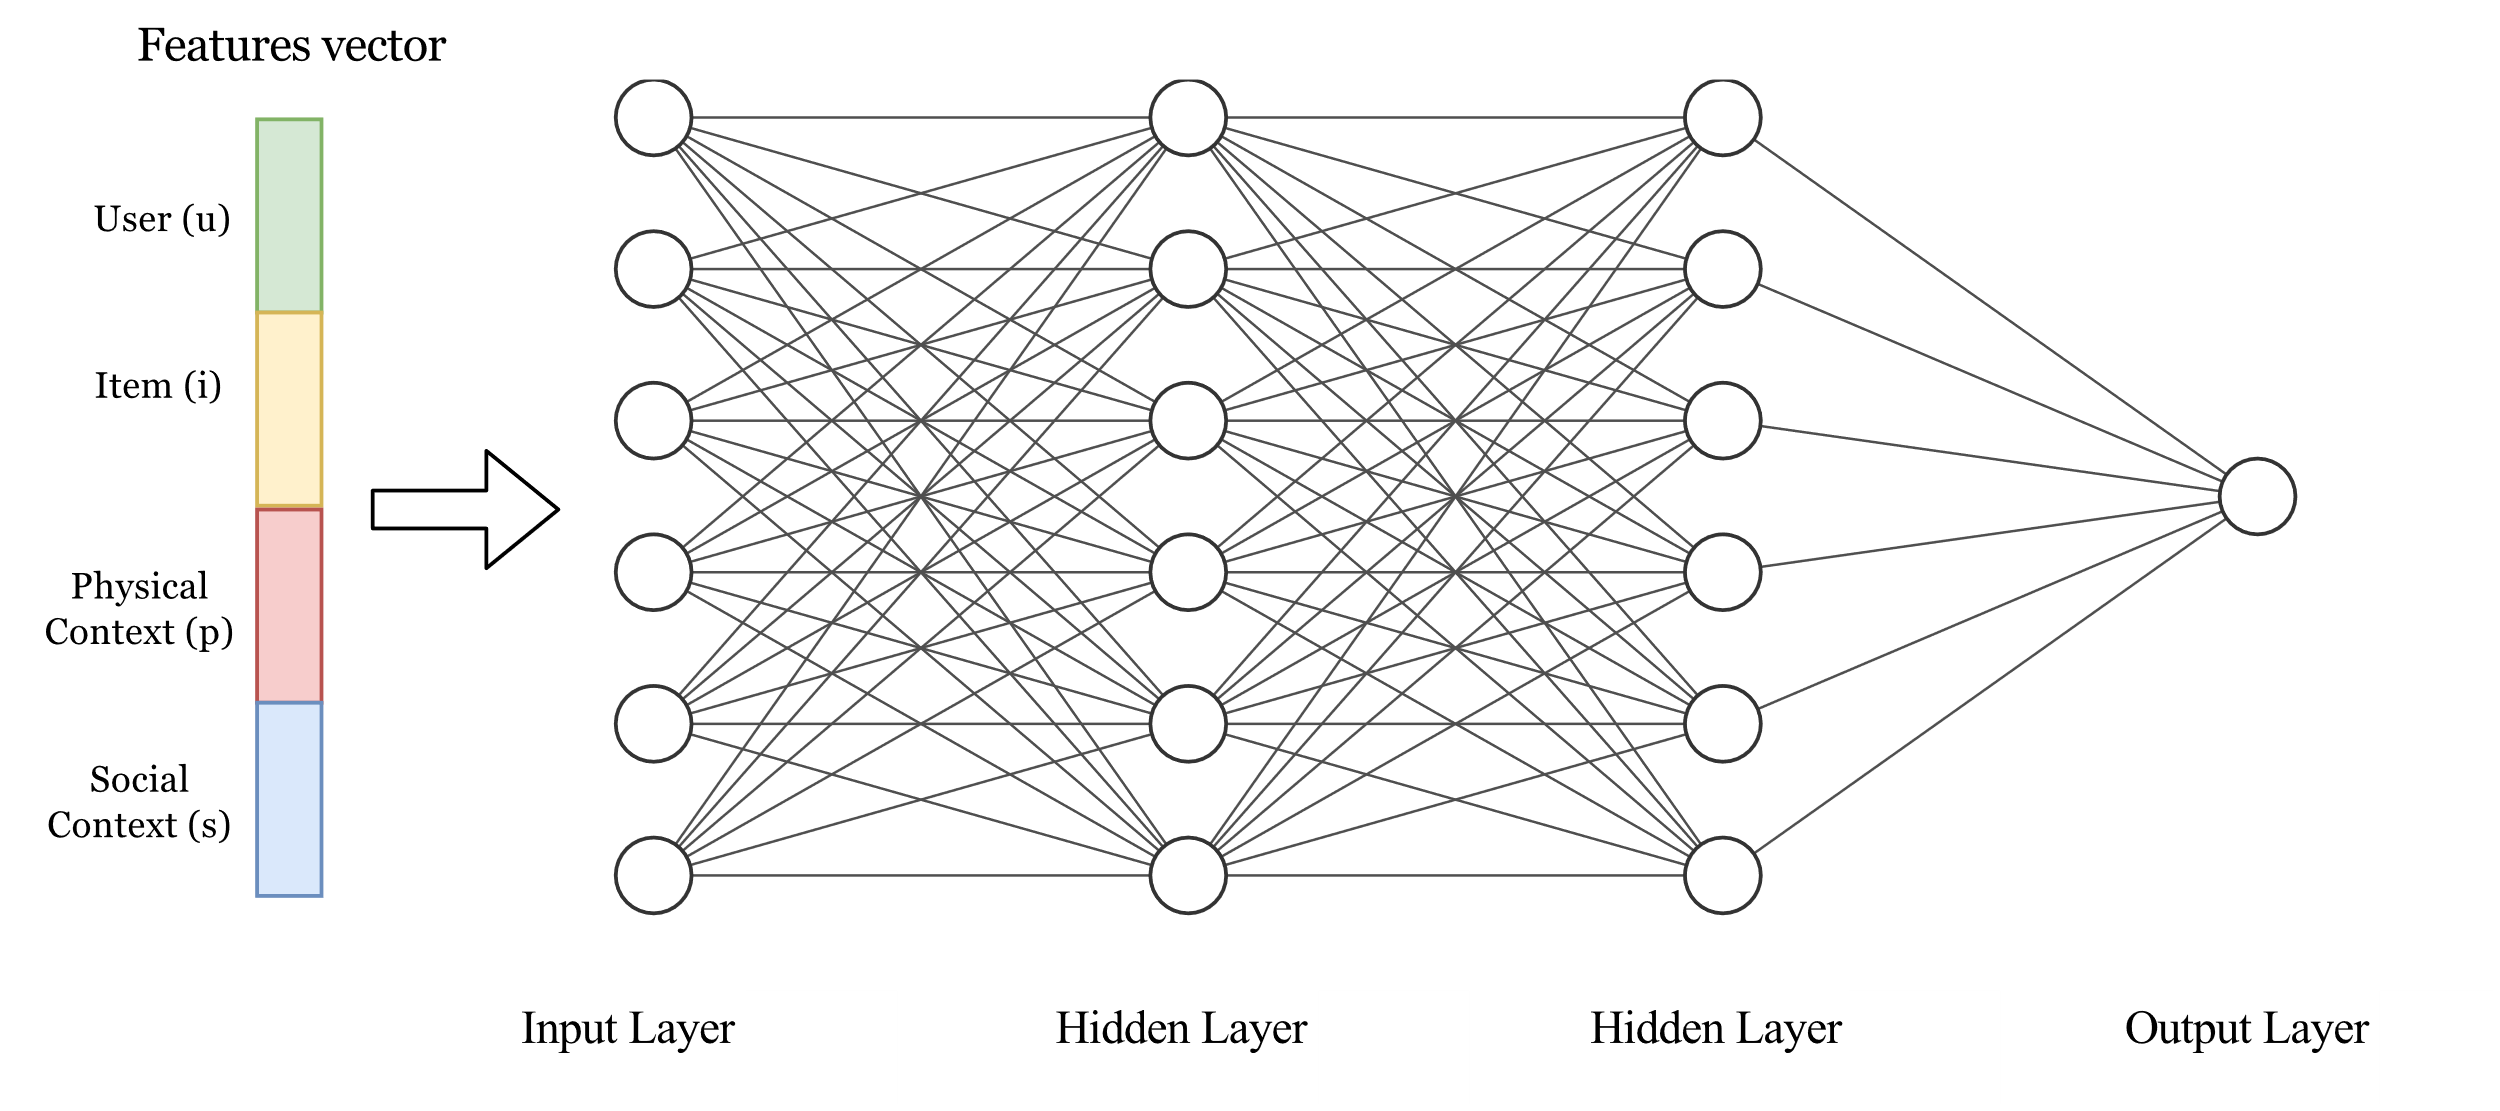 Features vector
User (u)
Item (i)
Physical
Context (p)
Social
Context (s)
Input Layer
Hidden Layer
Hidden Layer
Output Layer